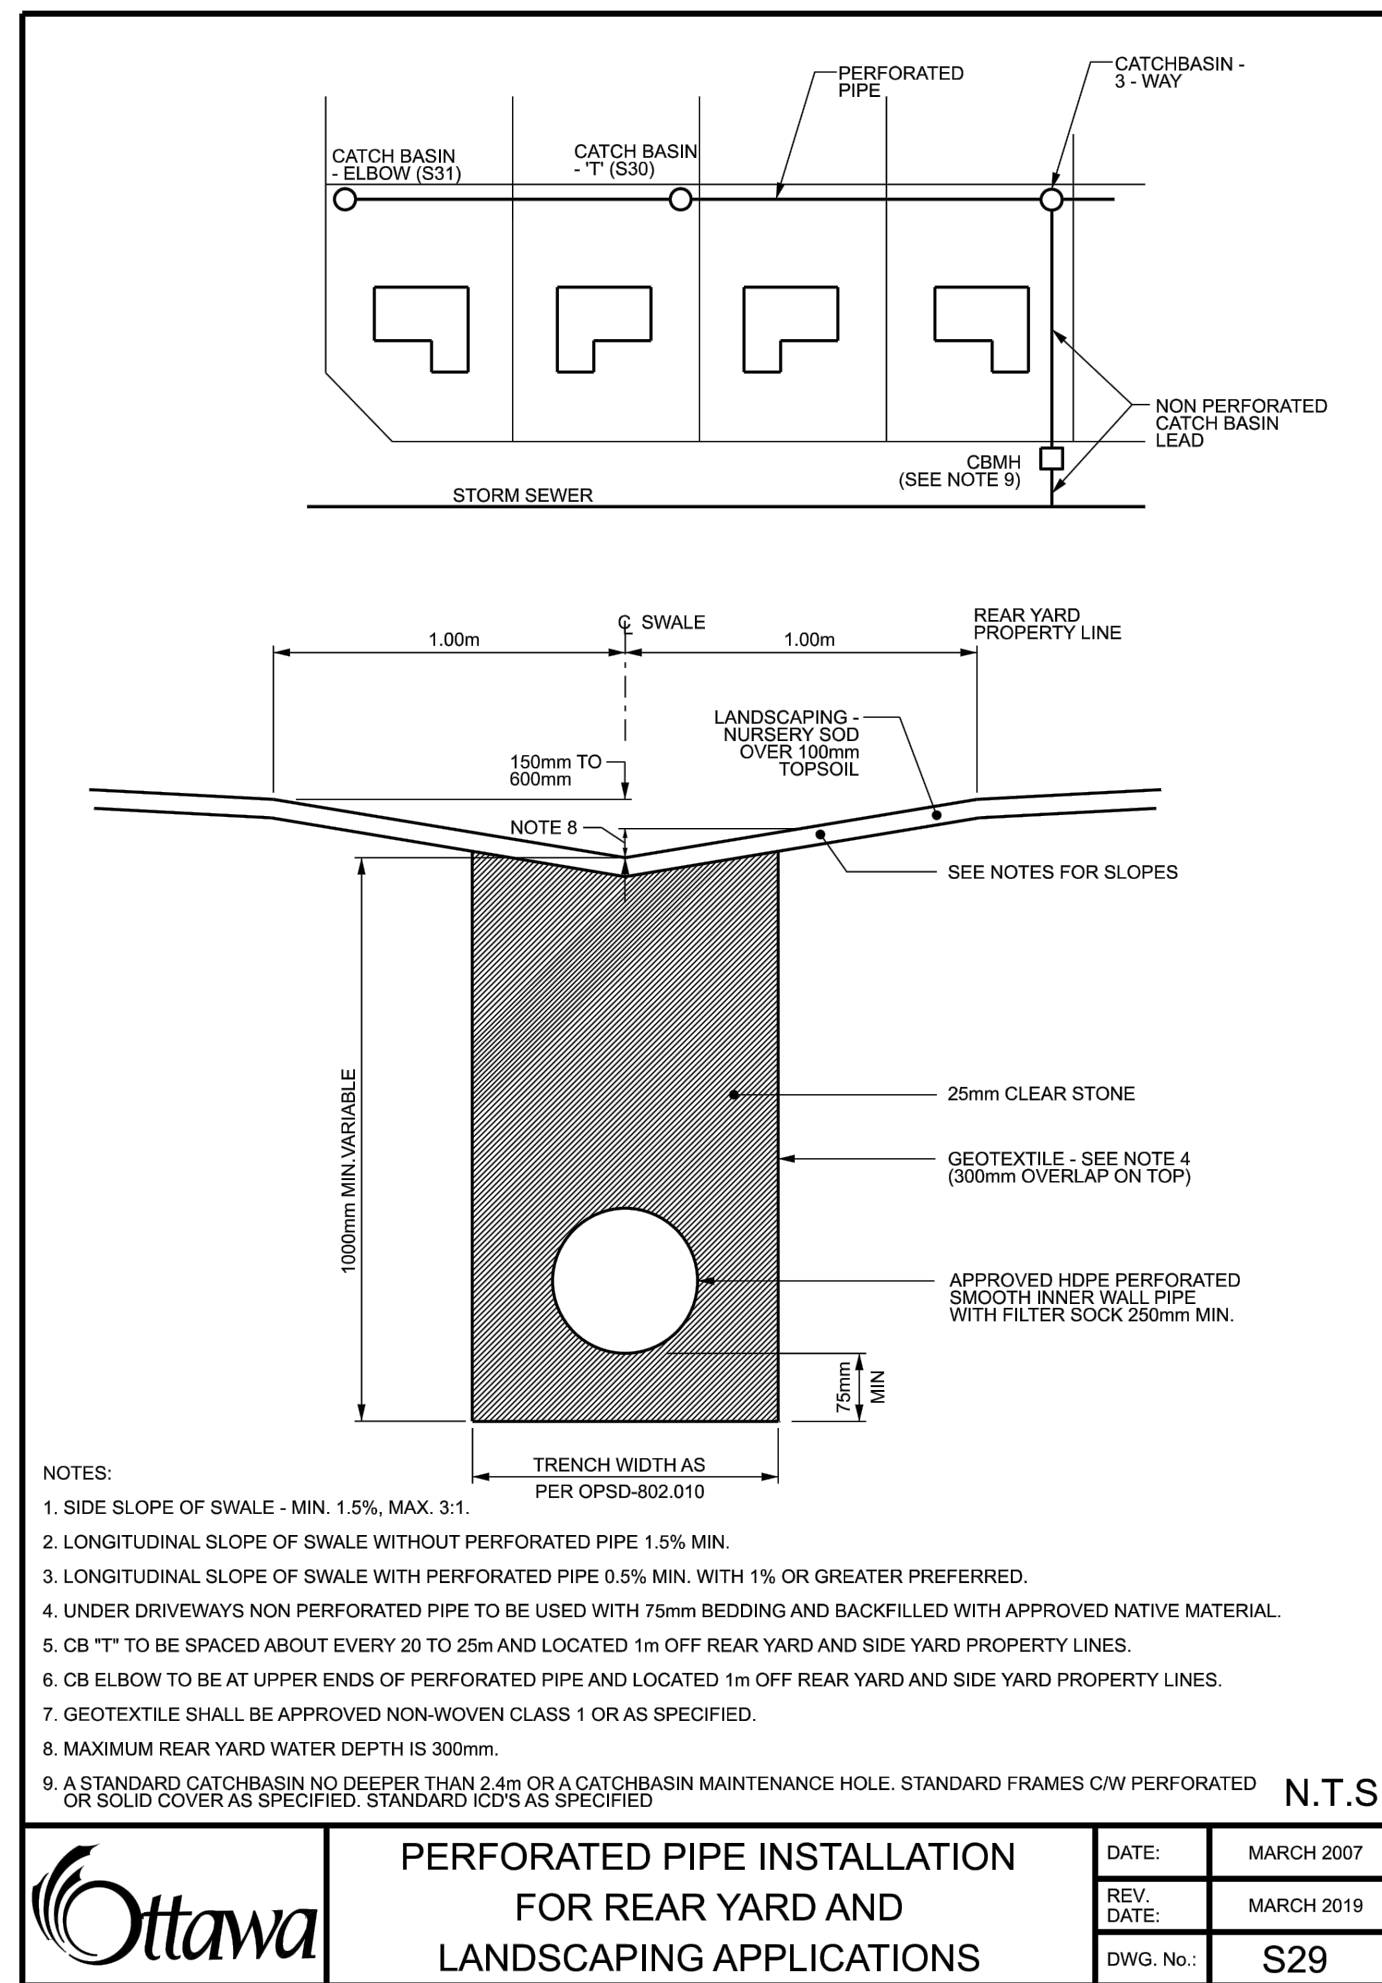 PERFORATED
PIPE
CATCHBASIN -
3 - WAY
CATCH BASIN
- ELBOW (S31)
CATCH BASIN
- 'T' (S30)
NON PERFORATED
CATCH BASIN
LEAD
CBMH
(SEE NOTE 9)
STORM SEWER
℄ SWALE
REAR YARD
PROPERTY LINE
1.00m
1.00m
LANDSCAPING -
NURSERY SOD
OVER 100mm
TOPSOIL
150mm TO
600mm
NOTE 8
SEE NOTES FOR SLOPES
1000mm MIN.VARIABLE
25mm CLEAR STONE
GEOTEXTILE - SEE NOTE 4
(300mm OVERLAP ON TOP)
APPROVED HDPE PERFORATED
SMOOTH INNER WALL PIPE
WITH FILTER SOCK 250mm MIN.
75mm
MIN
TRENCH WIDTH AS
PER OPSD-802.010
NOTES:
1. SIDE SLOPE OF SWALE - MIN. 1.5%, MAX. 3:1.
2. LONGITUDINAL SLOPE OF SWALE WITHOUT PERFORATED PIPE 1.5% MIN.
3. LONGITUDINAL SLOPE OF SWALE WITH PERFORATED PIPE 0.5% MIN. WITH 1% OR GREATER PREFERRED.
4. UNDER DRIVEWAYS NON PERFORATED PIPE TO BE USED WITH 75mm BEDDING AND BACKFILLED WITH APPROVED NATIVE MATERIAL.
5. CB "T" TO BE SPACED ABOUT EVERY 20 TO 25m AND LOCATED 1m OFF REAR YARD AND SIDE YARD PROPERTY LINES.
6. CB ELBOW TO BE AT UPPER ENDS OF PERFORATED PIPE AND LOCATED 1m OFF REAR YARD AND SIDE YARD PROPERTY LINES.
7. GEOTEXTILE SHALL BE APPROVED NON-WOVEN CLASS 1 OR AS SPECIFIED.
8. MAXIMUM REAR YARD WATER DEPTH IS 300mm.
9. A STANDARD CATCHBASIN NO DEEPER THAN 2.4m OR A CATCHBASIN MAINTENANCE HOLE. STANDARD FRAMES C/W PERFORATED
OR SOLID COVER AS SPECIFIED. STANDARD ICD'S AS SPECIFIED
N.T.S
Ottawa
PERFORATED PIPE INSTALLATION
FOR REAR YARD AND
LANDSCAPING APPLICATIONS
DATE: MARCH 2007
REV.
DATE: MARCH 2019
DWG. No.: S29